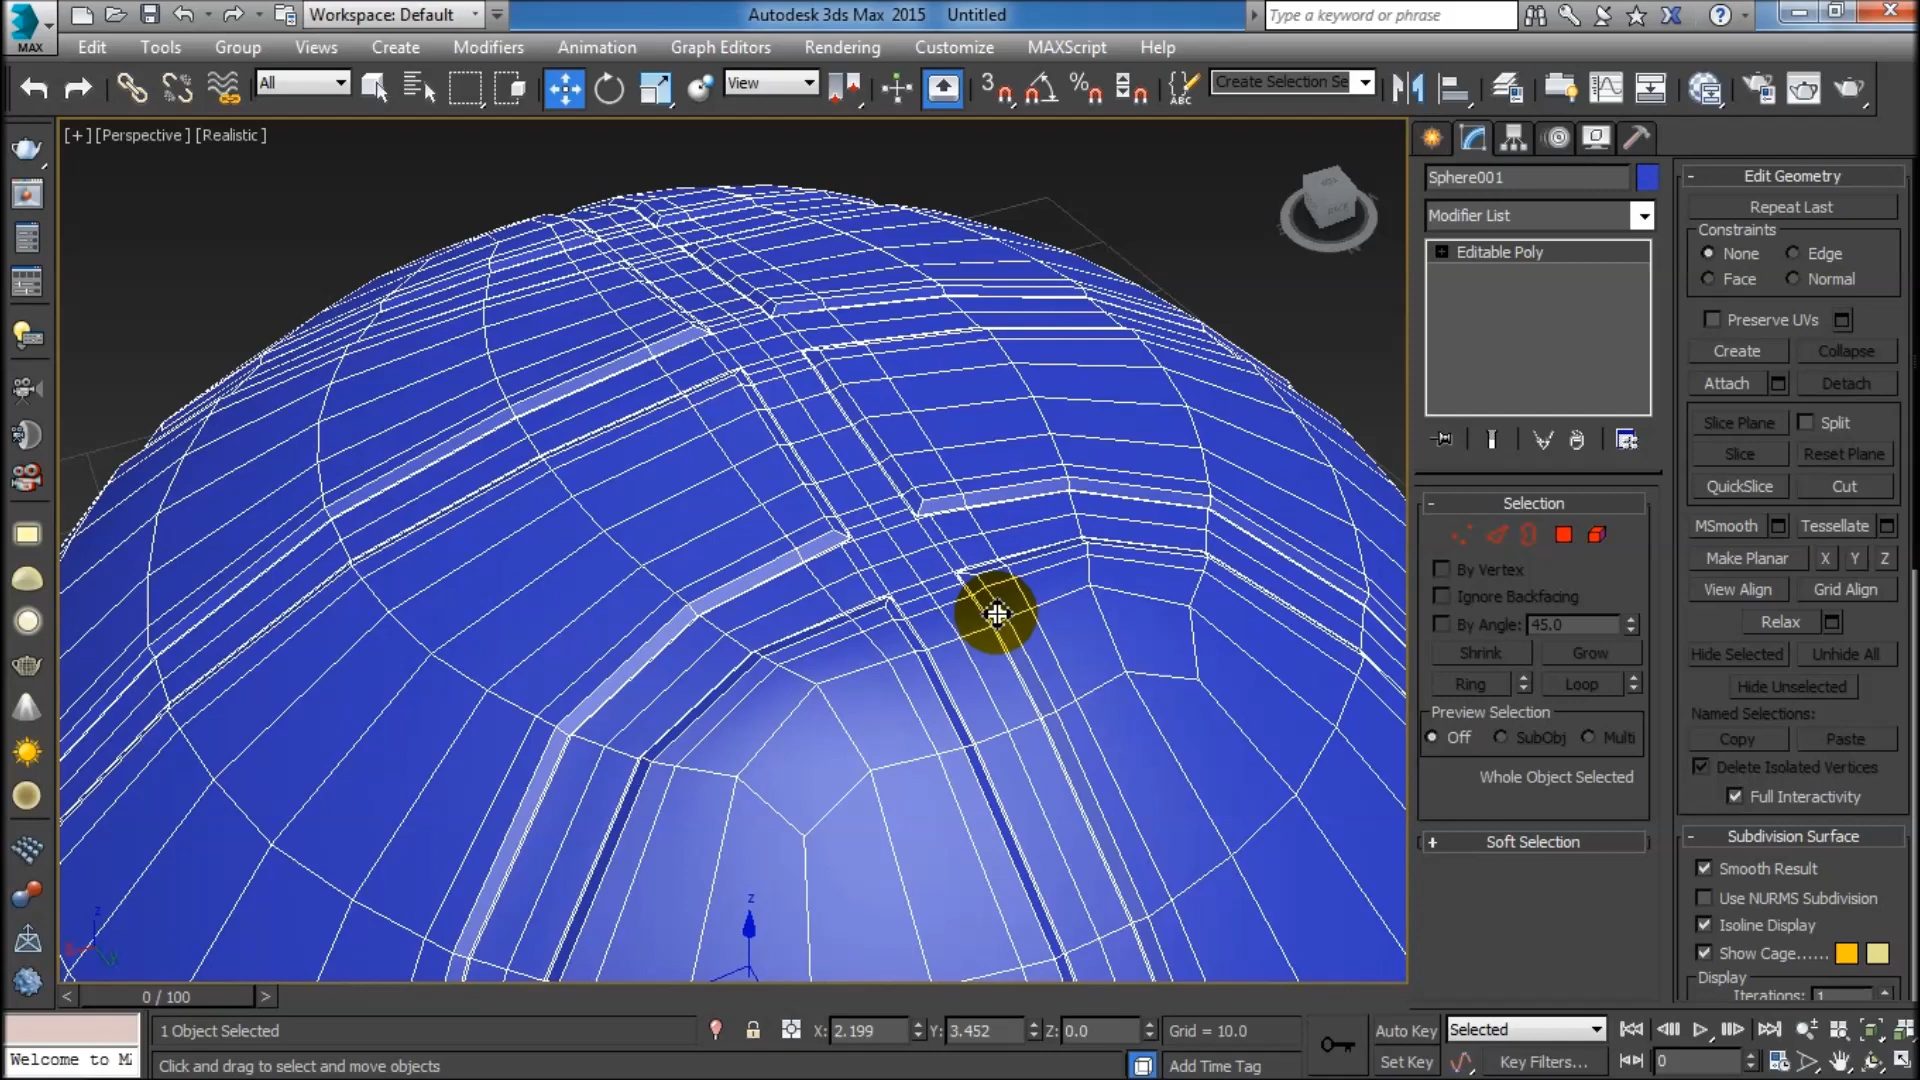 MAX
Workspace: Default
Autodesk 3ds Max 2015 Untitled
Type a keyword or phrase
Edit Tools Group Views Create Modifiers Animation Graph Editors Rendering Customize MAXScript Help
All
View
3
%
ABC
Create Selection Se
[+] [Perspective ] [Realistic ]
Sphere001
Modifier List
Editable Poly
Selection
By Vertex
Ignore Backfacing
By Angle: 45.0
Shrink Grow
Ring Loop
Preview Selection
Off SubObj Multi
Whole Object Selected
+ Soft Selection
Edit Geometry
Repeat Last
Constraints
None Edge
Face Normal
Preserve UVs
Create Collapse
Attach Detach
Slice Plane Split
Slice Reset Plane
QuickSlice Cut
MSmooth Tessellate
Make Planar X Y Z
View Align Grid Align
Relax
Hide Selected Unhide All
Hide Unselected
Named Selections:
Copy Paste
Delete Isolated Vertices
Full Interactivity
Subdivision Surface
Smooth Result
Use NURMS Subdivision
Isoline Display
Show Cage......
Display
Iterations: 1
z
z
< 0 / 100 >
1 Object Selected
X: 2.199 Y: 3.452 Z: 0.0
Grid = 10.0
Auto Key Selected
Welcome to M
Click and drag to select and move objects
Add Time Tag
Set Key Key Filters...
0